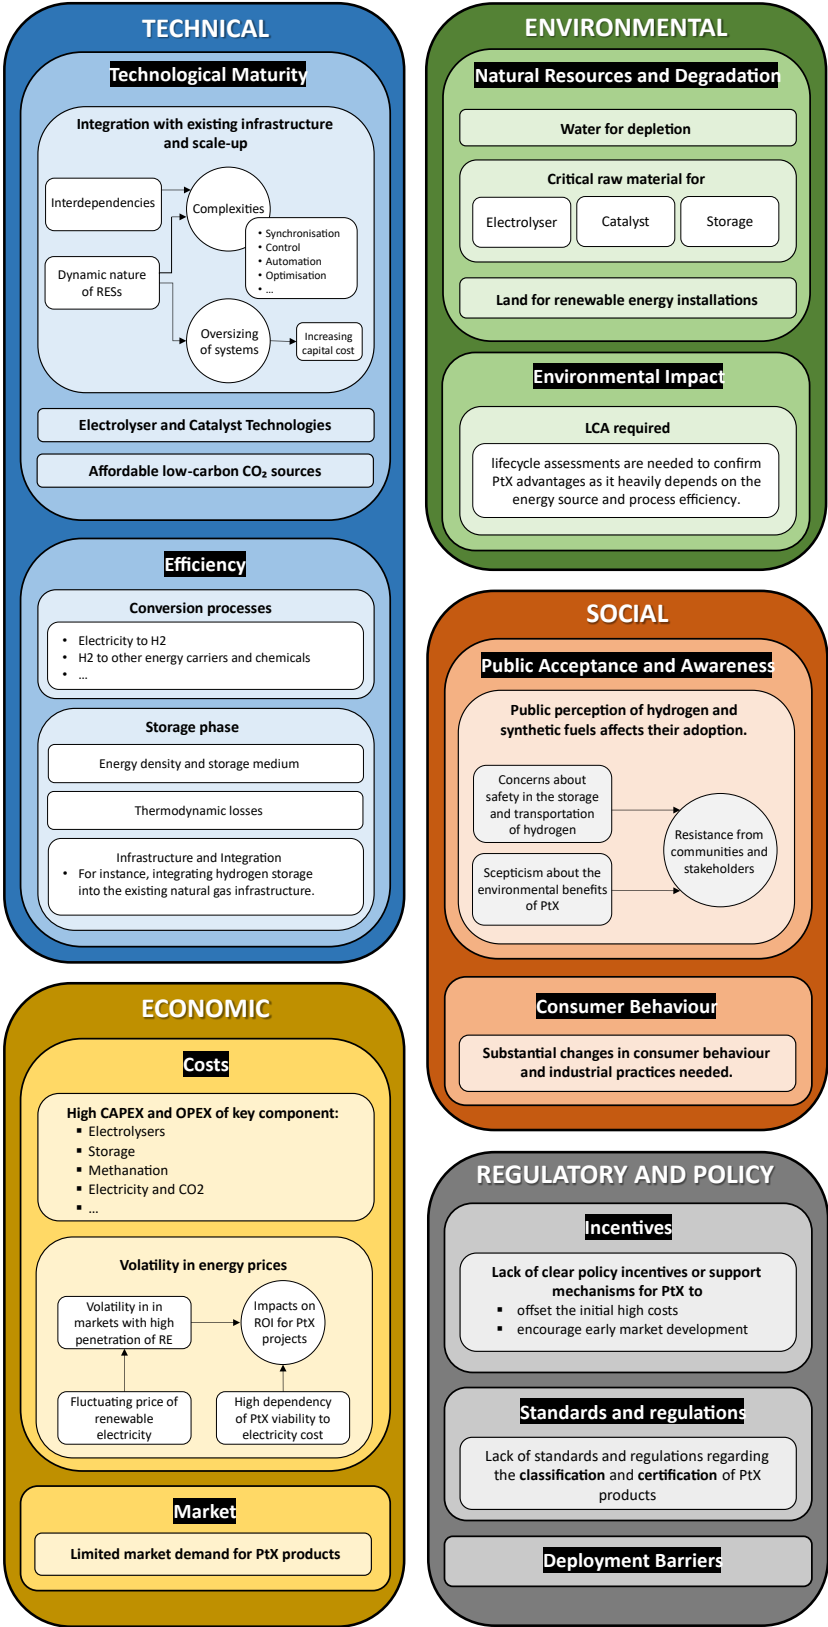 TECHNICAL
Technological Maturity
Integration with existing infrastructure
and scale-up
Interdependencies
Complexities
• Synchronisation
• Control
• Automation
• Optimisation
• ...
Dynamic nature
of RESs
Oversizing
of systems
Increasing
capital cost
Electrolyser and Catalyst Technologies
Affordable low-carbon CO₂ sources
Efficiency
Conversion processes
• Electricity to H2
• H2 to other energy carriers and chemicals
• ...
Storage phase
Energy density and storage medium
Thermodynamic losses
Infrastructure and Integration
• For instance, integrating hydrogen storage
into the existing natural gas infrastructure.
ECONOMIC
Costs
High CAPEX and OPEX of key component:
▪ Electrolysers
▪ Storage
▪ Methanation
▪ Electricity and CO2
▪ ...
Volatility in energy prices
Volatility in in
markets with high
penetration of RE
Impacts on
ROI for PtX
projects
Fluctuating price of
renewable
electricity
High dependency
of PtX viability to
electricity cost
Market
Limited market demand for PtX products
ENVIRONMENTAL
Natural Resources and Degradation
Water for depletion
Critical raw material for
Electrolyser
Catalyst
Storage
Land for renewable energy installations
Environmental Impact
LCA required
lifecycle assessments are needed to confirm
PtX advantages as it heavily depends on the
energy source and process efficiency.
SOCIAL
Public Acceptance and Awareness
Public perception of hydrogen and
synthetic fuels affects their adoption.
Concerns about
safety in the storage
and transportation
of hydrogen
Resistance from
communities and
stakeholders
Scepticism about the
environmental benefits
of PtX
Consumer Behaviour
Substantial changes in consumer behaviour
and industrial practices needed.
REGULATORY AND POLICY
Incentives
Lack of clear policy incentives or support
mechanisms for PtX to
▪ offset the initial high costs
▪ encourage early market development
Standards and regulations
Lack of standards and regulations regarding
the classification and certification of PtX
products
Deployment Barriers